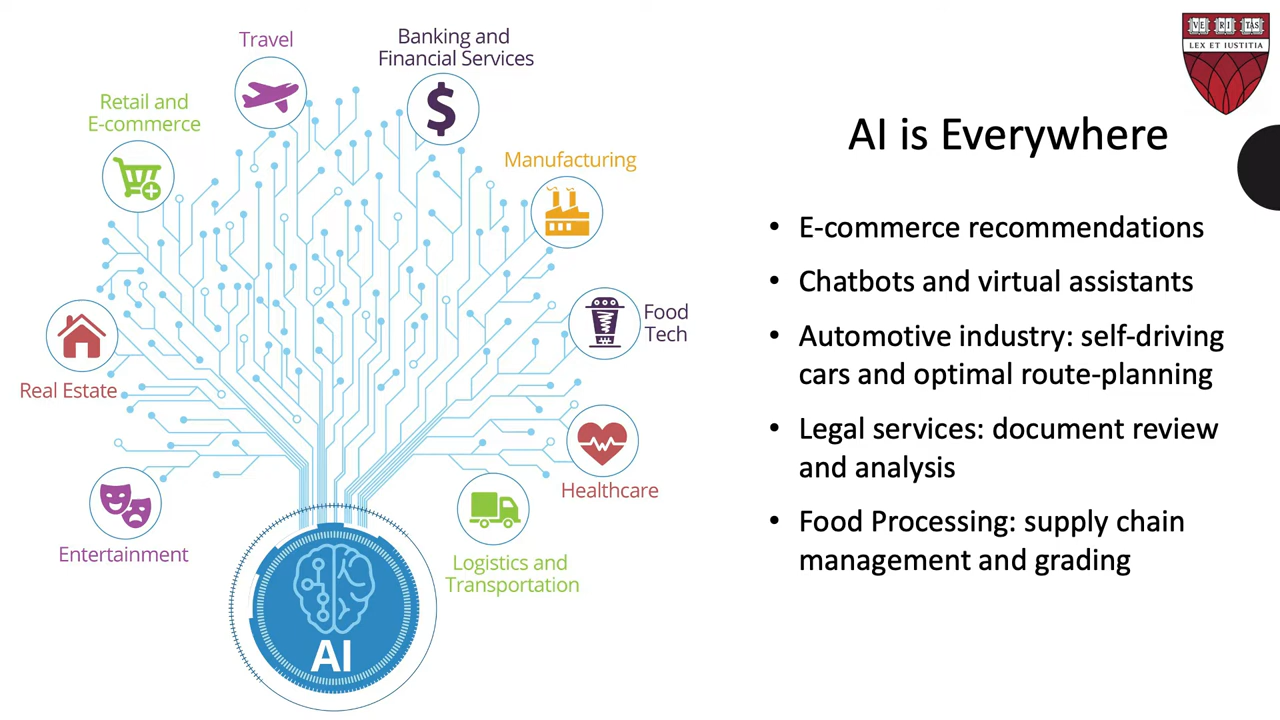 Travel
Banking and
Financial Services
Retail and
E-commerce
Manufacturing
Food
Tech
Real Estate
Healthcare
Entertainment
Logistics and
Transportation
AI
VE RI TAS
LEX ET IUSTITIA
AI is Everywhere
• E-commerce recommendations
• Chatbots and virtual assistants
• Automotive industry: self-driving
cars and optimal route-planning
• Legal services: document review
and analysis
• Food Processing: supply chain
management and grading